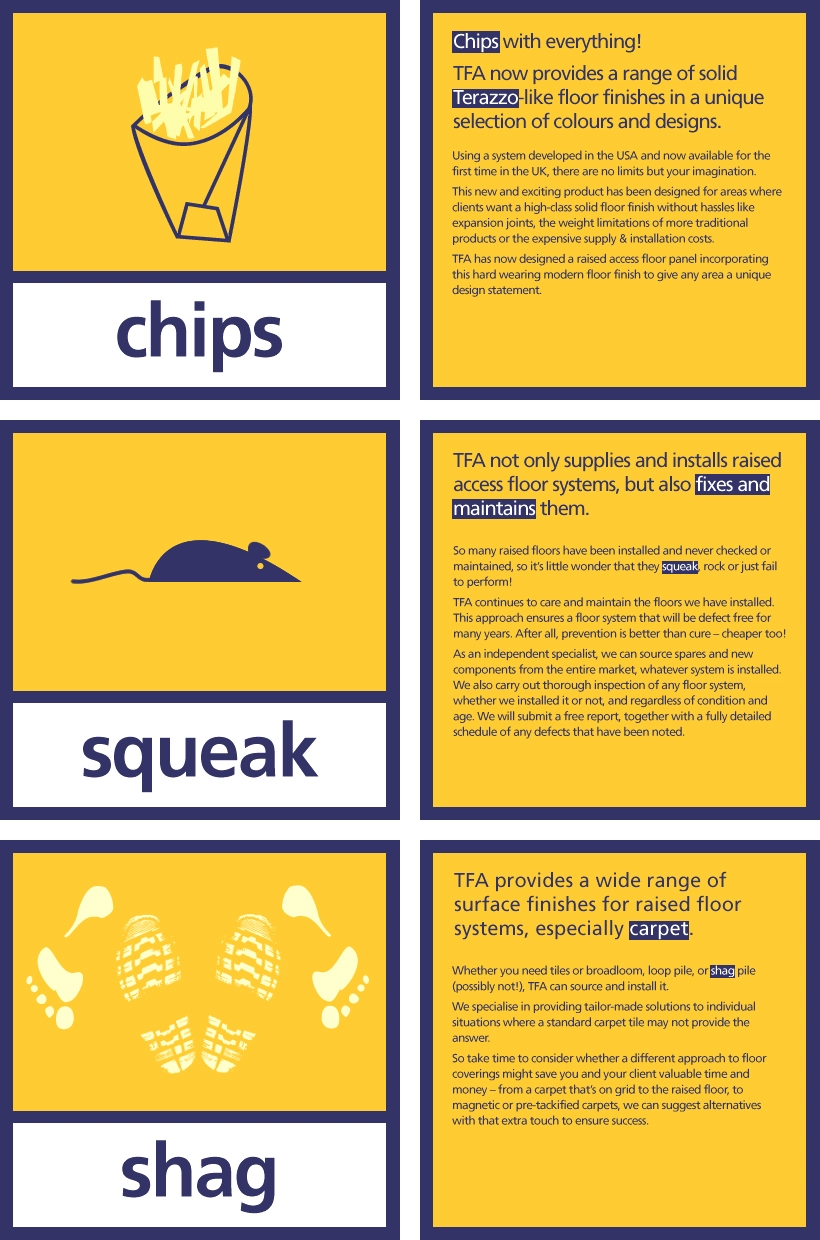 chips
Chips with everything!
TFA now provides a range of solid
Terazzo-like floor finishes in a unique
selection of colours and designs.
Using a system developed in the USA and now available for the
first time in the UK, there are no limits but your imagination.
This new and exciting product has been designed for areas where
clients want a high-class solid floor finish without hassles like
expansion joints, the weight limitations of more traditional
products or the expensive supply & installation costs.
TFA has now designed a raised access floor panel incorporating
this hard wearing modern floor finish to give any area a unique
design statement.
squeak
TFA not only supplies and installs raised
access floor systems, but also fixes and
maintains them.
So many raised floors have been installed and never checked or
maintained, so it's little wonder that they squeak, rock or just fail
to perform!
TFA continues to care and maintain the floors we have installed.
This approach ensures a floor system that will be defect free for
many years. After all, prevention is better than cure – cheaper too!
As an independent specialist, we can source spares and new
components from the entire market, whatever system is installed.
We also carry out thorough inspection of any floor system,
whether we installed it or not, and regardless of condition and
age. We will submit a free report, together with a fully detailed
schedule of any defects that have been noted.
shag
TFA provides a wide range of
surface finishes for raised floor
systems, especially carpet.
Whether you need tiles or broadloom, loop pile, or shag pile
(possibly not!), TFA can source and install it.
We specialise in providing tailor-made solutions to individual
situations where a standard carpet tile may not provide the
answer.
So take time to consider whether a different approach to floor
coverings might save you and your client valuable time and
money – from a carpet that's on grid to the raised floor, to
magnetic or pre-tackified carpets, we can suggest alternatives
with that extra touch to ensure success.